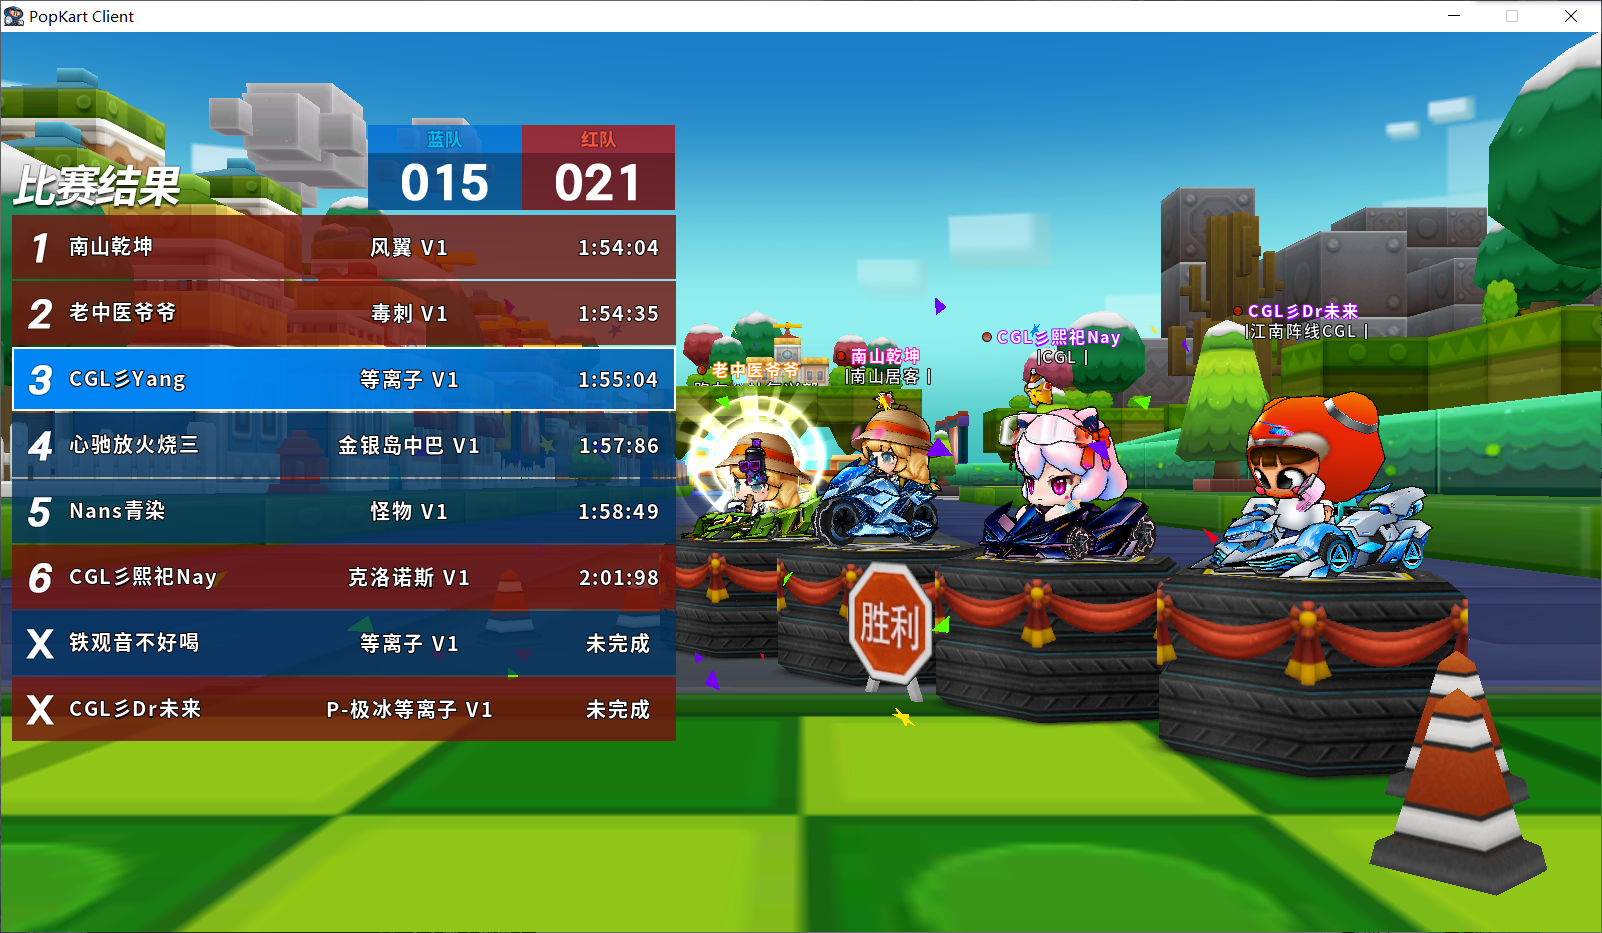 PopKart Client
蓝队 红队
015 021
比赛结果
1 南山乾坤 风翼 V1 1:54:04
2 老中医爷爷 毒刺 V1 1:54:35
3 CGL彡Yang 等离子 V1 1:55:04
4 心驰放火烧三 金银岛中巴 V1 1:57:86
5 Nans青染 怪物 V1 1:58:49
6 CGL彡熙祀Nay 克洛诺斯 V1 2:01:98
X 铁观音不好喝 等离子 V1 未完成
X CGL彡Dr未来 P-极冰等离子 V1 未完成
老中医爷爷
南山乾坤
|南山居客 |
CGL彡熙祀Nay
|CGL |
CGL彡Dr未来
|江南阵线CGL |
胜利